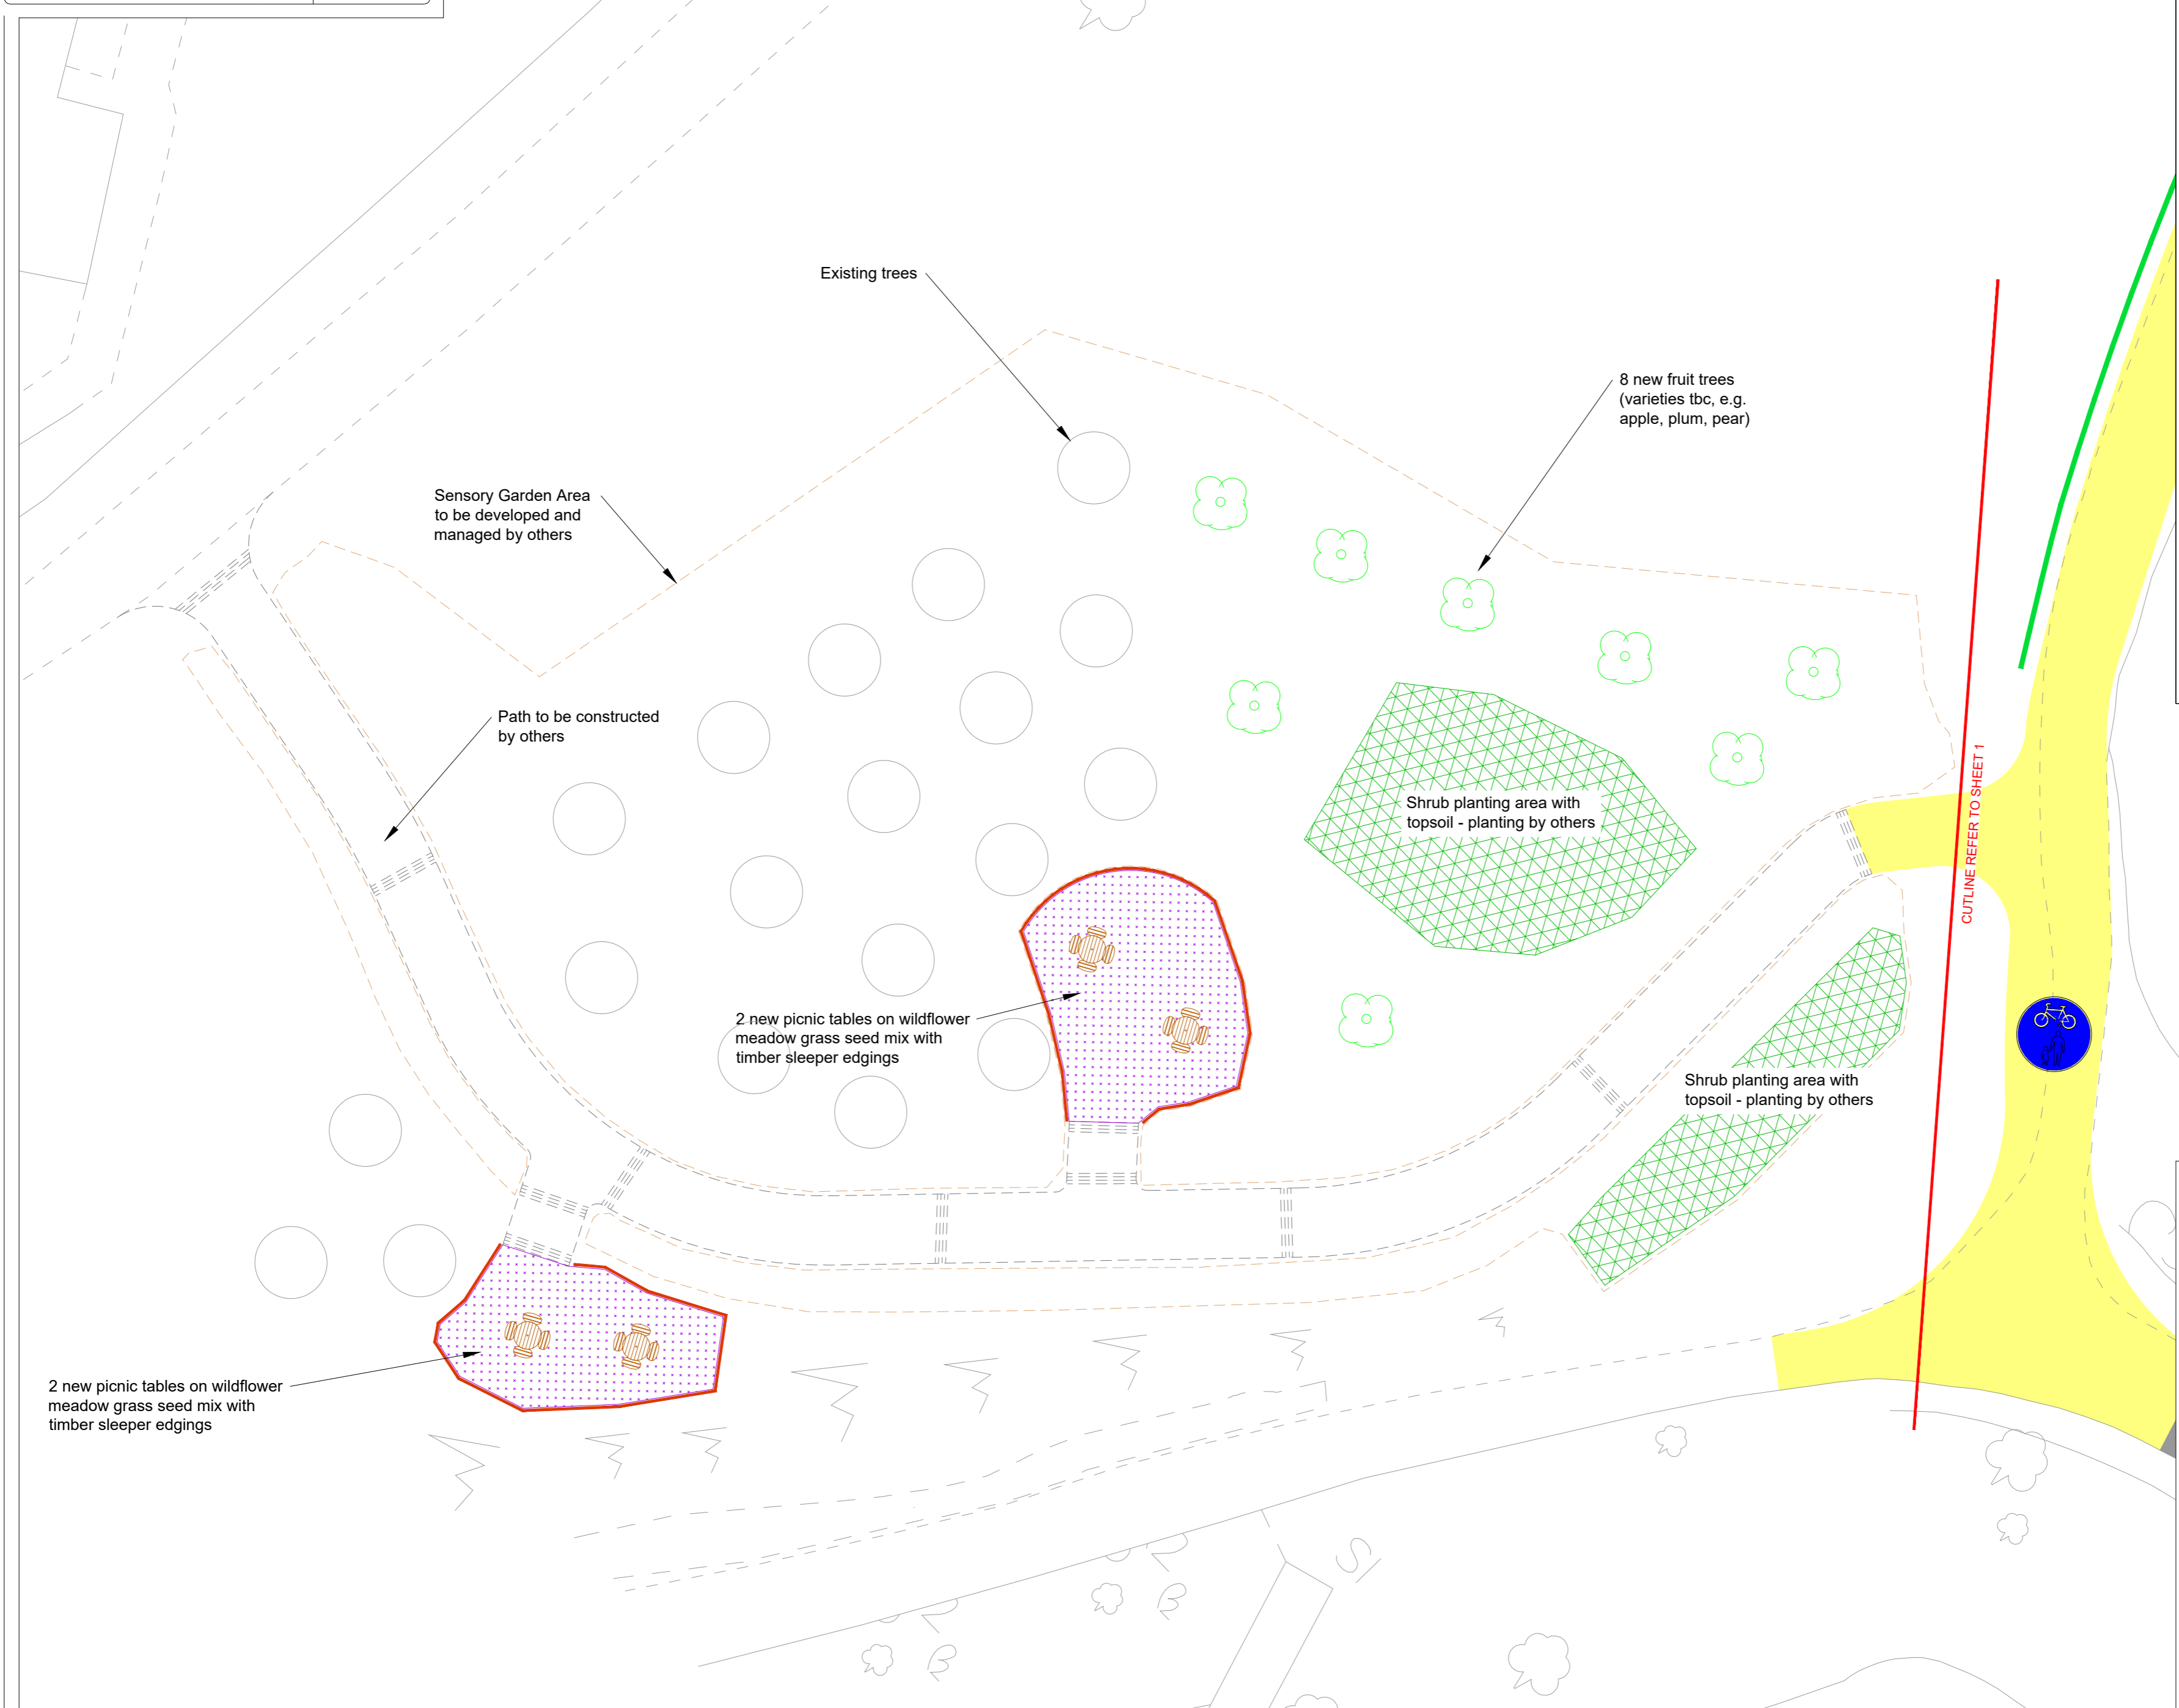 Existing trees
8 new fruit trees
(varieties tbc, e.g.
apple, plum, pear)
Sensory Garden Area
to be developed and
managed by others
Path to be constructed
by others
Shrub planting area with
topsoil - planting by others
CUTLINE REFER TO SHEET 1
2 new picnic tables on wildflower
meadow grass seed mix with
timber sleeper edgings
Shrub planting area with
topsoil - planting by others
2 new picnic tables on wildflower
meadow grass seed mix with
timber sleeper edgings